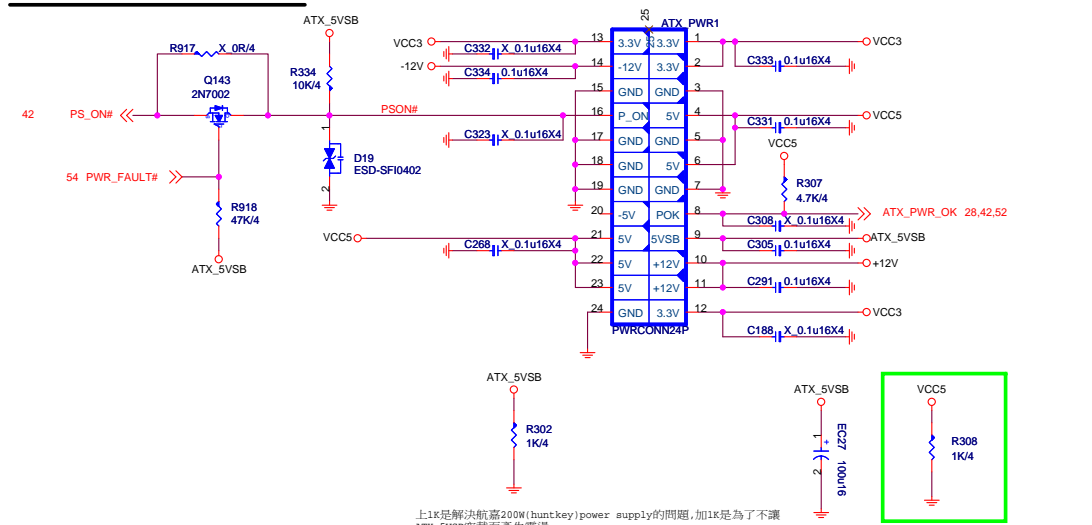 25
ATX_5VSB
ATX_PWR1
R917 X_0R/4
VCC3
C332 X_0.1u16X4
13 3.3V 25 3.3V 1
VCC3
-12V
C334 0.1u16X4
14 -12V 3.3V 2
C333 0.1u16X4
Q143
2N7002
R334
10K/4
15 GND GND 3
42 PS_ON#
PSON#
16 P_ON 5V 4
VCC5
C331 0.1u16X4
1
C323 X_0.1u16X4
17 GND GND 5
VCC5
D19
ESD-SFI0402
18 GND 5V 6
54 PWR_FAULT#
2
19 GND GND 7
R307
4.7K/4
R918
47K/4
20 -5V POK 8
ATX_PWR_OK 28,42,52
C308 X_0.1u16X4
VCC5
21 5V 5VSB 9
ATX_5VSB
C268 X_0.1u16X4
C305 0.1u16X4
ATX_5VSB
22 5V +12V 10
+12V
23 5V +12V 11
C291 0.1u16X4
24 GND 3.3V 12
VCC3
PWRCONN24P
C188 X_0.1u16X4
ATX_5VSB
R302
1K/4
ATX_5VSB
1
+
2
EC27 100u16
VCC5
R308
1K/4
上1K是解決航嘉200W(huntkey)power supply的問題,加1K是為了不讓